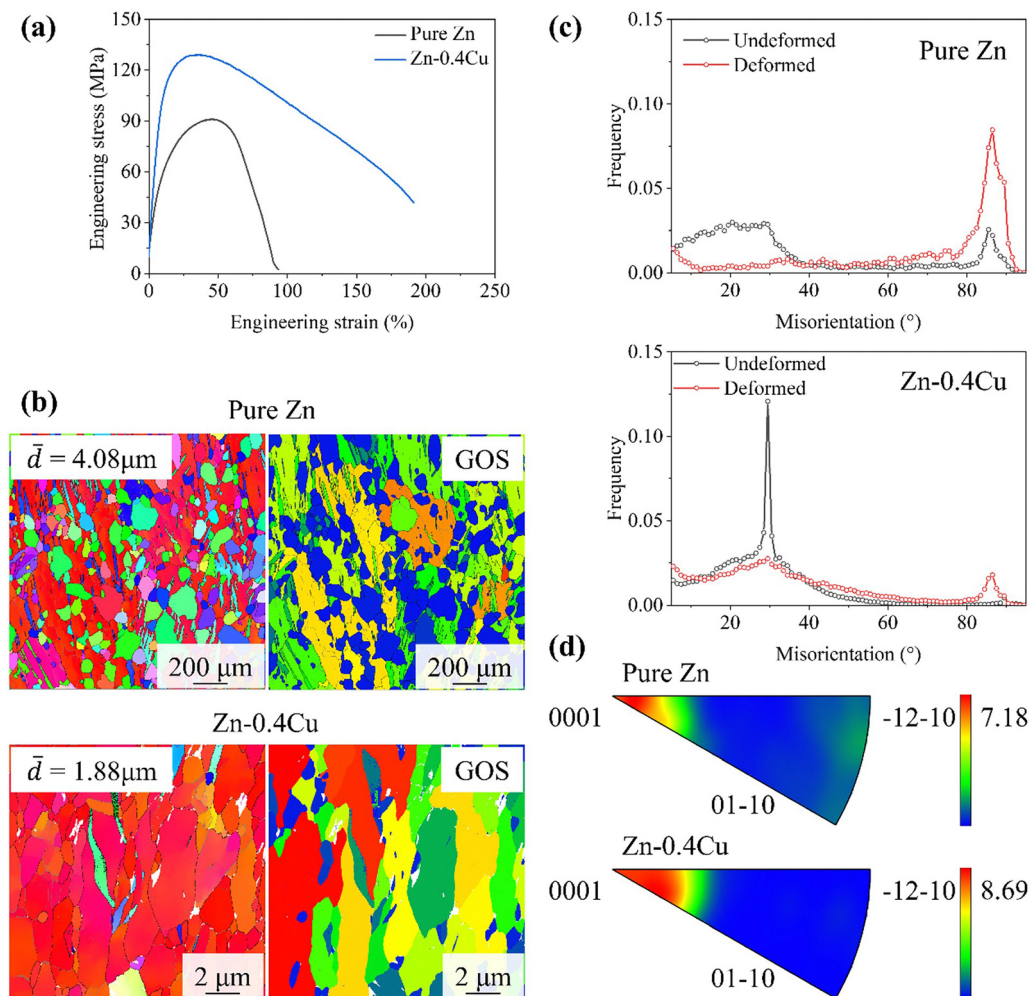 (a)
150
120
90
60
30
0
Engineering stress (MPa)
Pure Zn
Zn-0.4Cu
0
50
100
150
200
250
Engineering strain (%)
(b)
Pure Zn
d̄ = 4.08μm
GOS
200 μm
200 μm
Zn-0.4Cu
d̄ = 1.88μm
GOS
2 μm
2 μm
(c)
0.15
0.10
0.05
0.00
Frequency
Undeformed
Deformed
Pure Zn
20
40
60
80
Misorientation (°)
0.15
0.10
0.05
0.00
Frequency
Undeformed
Deformed
Zn-0.4Cu
20
40
60
80
Misorientation (°)
(d)
Pure Zn
0001
-12-10
01-10
7.18
Zn-0.4Cu
0001
-12-10
01-10
8.69